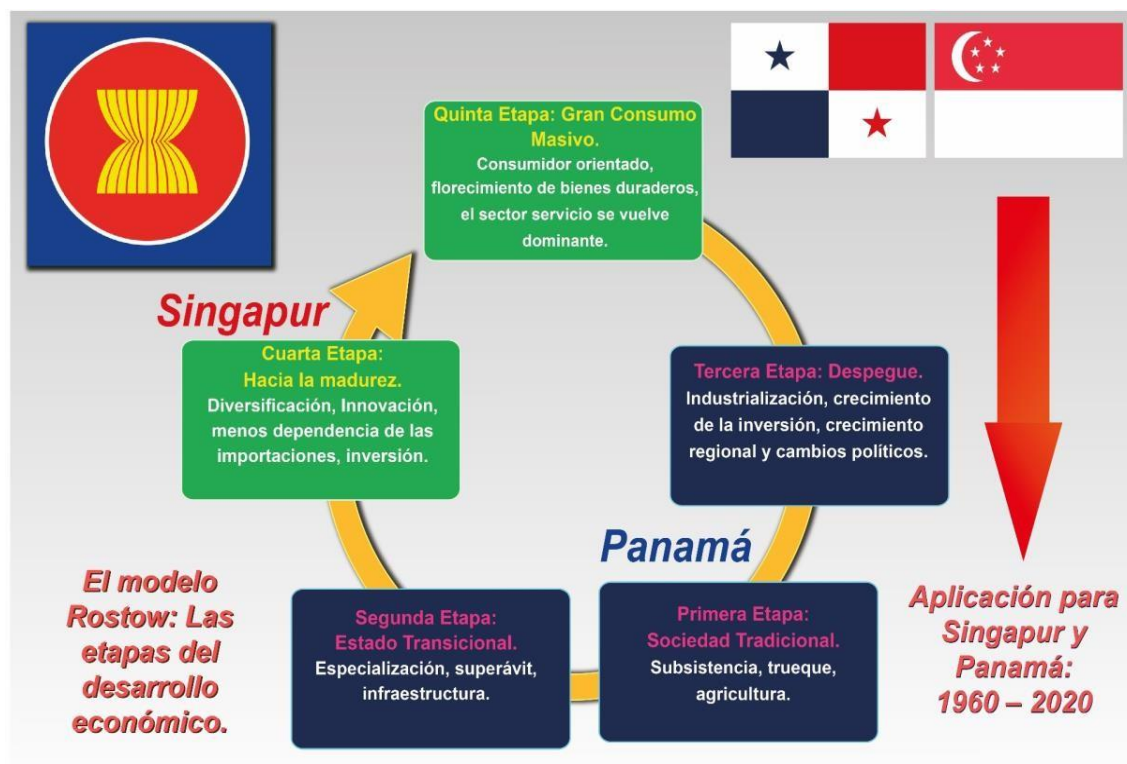 Quinta Etapa: Gran Consumo
Masivo.
Consumidor orientado,
florecimiento de bienes duraderos,
el sector servicio se vuelve
dominante.
Singapur
Cuarta Etapa:
Hacia la madurez.
Diversificación, Innovación,
menos dependencia de las
importaciones, inversión.
Tercera Etapa: Despegue.
Industrialización, crecimiento
de la inversión, crecimiento
regional y cambios políticos.
Panamá
El modelo
Rostow: Las
etapas del
desarrollo
económico.
Segunda Etapa:
Estado Transicional.
Especialización, superávit,
infraestructura.
Primera Etapa:
Sociedad Tradicional.
Subsistencia, trueque,
agricultura.
Aplicación para
Singapur y
Panamá:
1960 – 2020